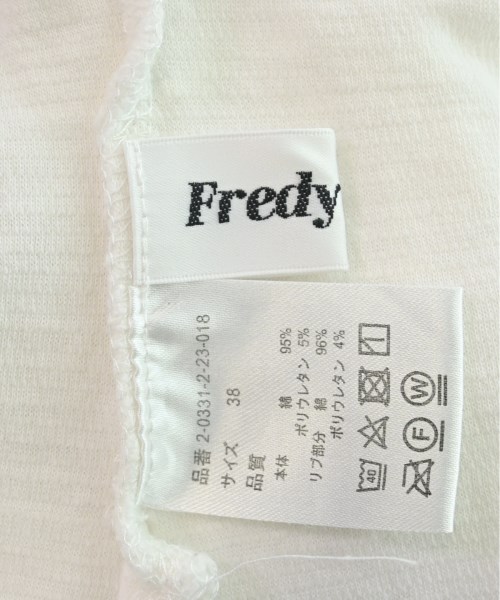 Fredy
品番 2-0331-2-23-018
サイズ 38
品質
本体 綿 95%
ポリウレタン 5%
リブ部分 綿 96%
ポリウレタン 4%
40
F W